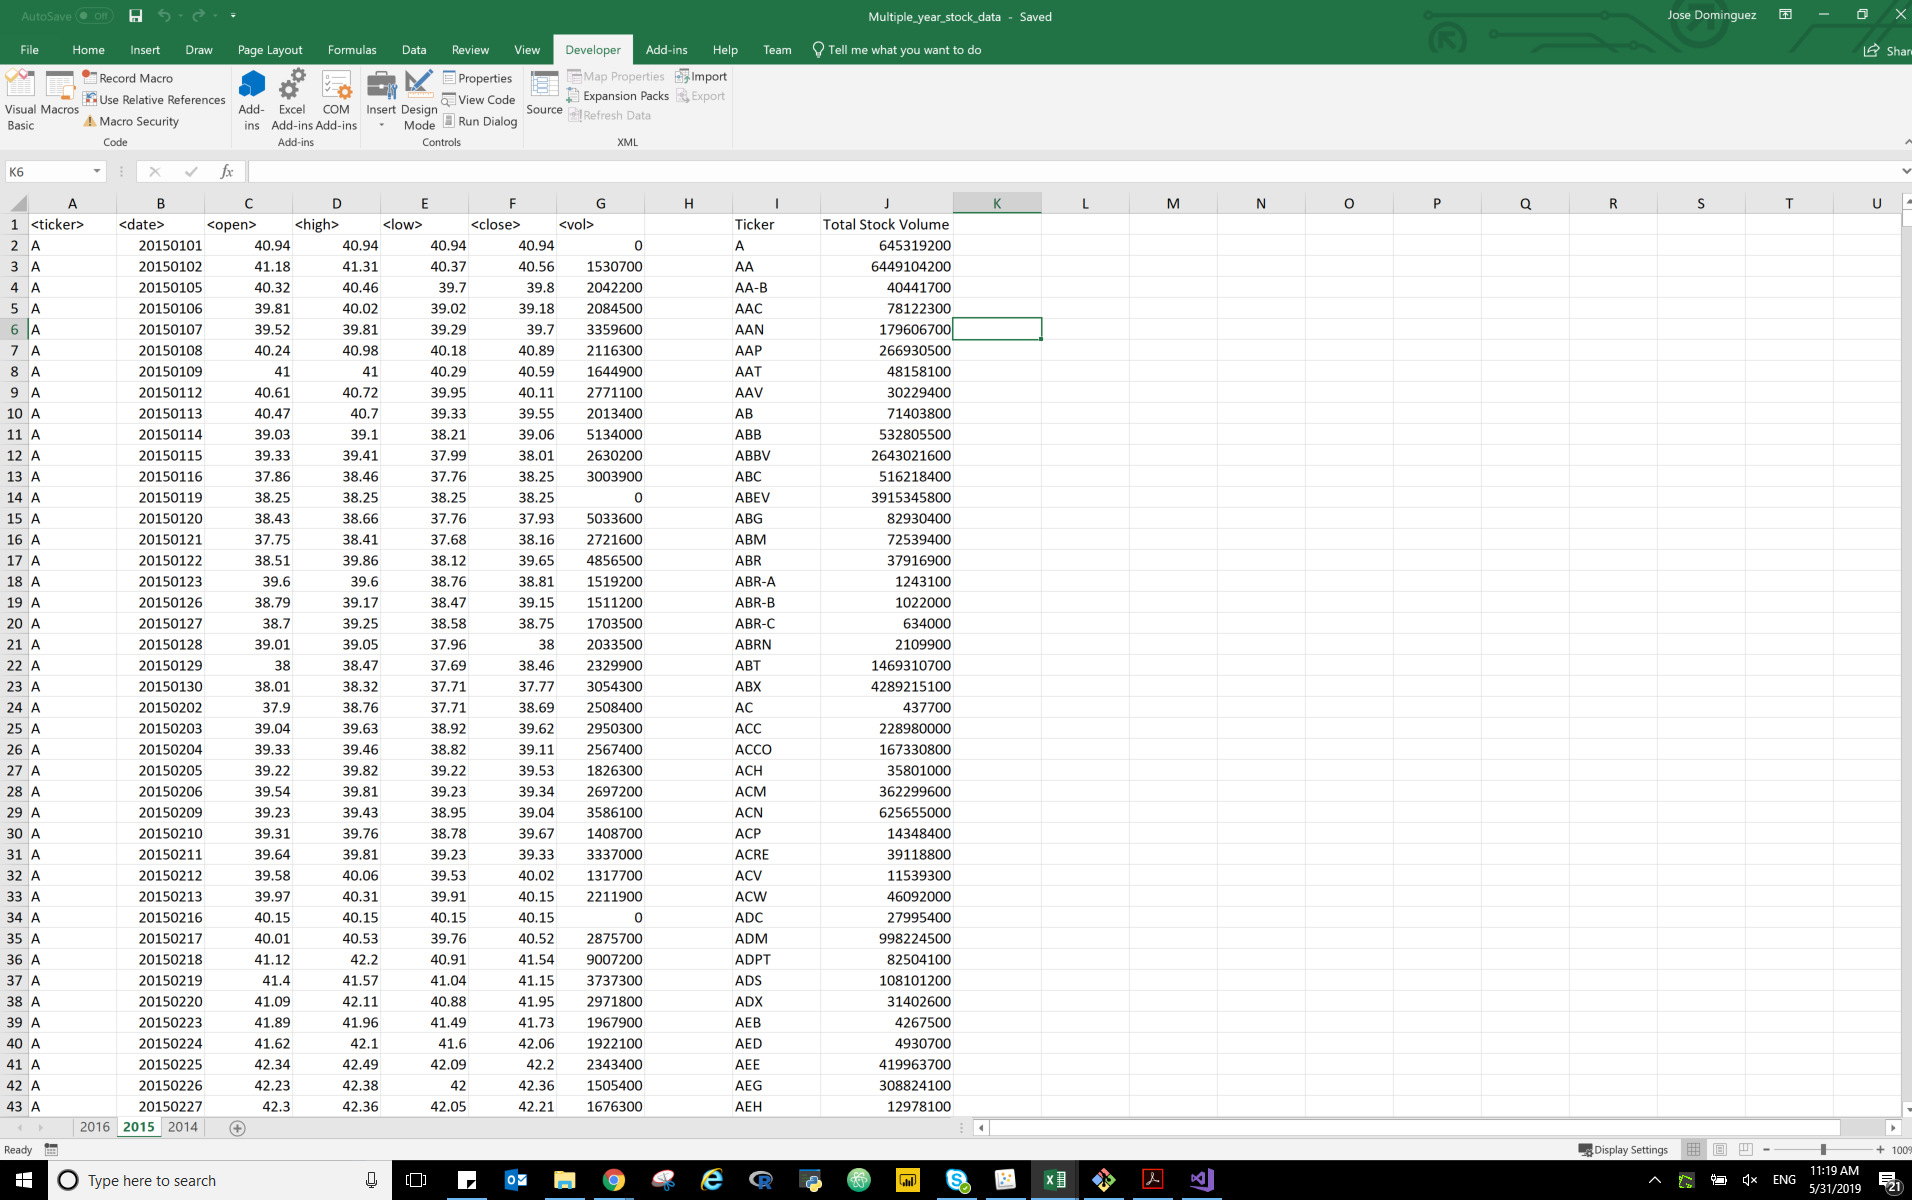 AutoSave Off
Multiple_year_stock_data - Saved
Jose Dominguez
File Home Insert Draw Page Layout Formulas Data Review View Developer Add-ins Help Team Tell me what you want to do
Visual Basic
Macros
Record Macro
Use Relative References
Macro Security
Code
Add-ins
Excel Add-ins
COM Add-ins
Add-ins
Insert
Design Mode
Properties
View Code
Run Dialog
Controls
Source
Map Properties
Expansion Packs
Refresh Data
Import
Export
XML
K6
fx
A B C D E F G H I J K L M N O P Q R S T U
1 <ticker> <date> <open> <high> <low> <close> <vol> Ticker Total Stock Volume
2 A 20150101 40.94 40.94 40.94 40.94 0 A 645319200
3 A 20150102 41.18 41.31 40.37 40.56 1530700 AA 6449104200
4 A 20150105 40.32 40.46 39.7 39.8 2042200 AA-B 40441700
5 A 20150106 39.81 40.02 39.02 39.18 2084500 AAC 78122300
6 A 20150107 39.52 39.81 39.29 39.7 3359600 AAN 179606700
7 A 20150108 40.24 40.98 40.18 40.89 2116300 AAP 266930500
8 A 20150109 41 41 40.29 40.59 1644900 AAT 48158100
9 A 20150112 40.61 40.72 39.95 40.11 2771100 AAV 30229400
10 A 20150113 40.47 40.7 39.33 39.55 2013400 AB 71403800
11 A 20150114 39.03 39.1 38.21 39.06 5134000 ABB 532805500
12 A 20150115 39.33 39.41 37.99 38.01 2630200 ABBV 2643021600
13 A 20150116 37.86 38.46 37.76 38.25 3003900 ABC 516218400
14 A 20150119 38.25 38.25 38.25 38.25 0 ABEV 3915345800
15 A 20150120 38.43 38.66 37.76 37.93 5033600 ABG 82930400
16 A 20150121 37.75 38.41 37.68 38.16 2721600 ABM 72539400
17 A 20150122 38.51 39.86 38.12 39.65 4856500 ABR 37916900
18 A 20150123 39.6 39.6 38.76 38.81 1519200 ABR-A 1243100
19 A 20150126 38.79 39.17 38.47 39.15 1511200 ABR-B 1022000
20 A 20150127 38.7 39.25 38.58 38.75 1703500 ABR-C 634000
21 A 20150128 39.01 39.05 37.96 38 2033500 ABRN 2109900
22 A 20150129 38 38.47 37.69 38.46 2329900 ABT 1469310700
23 A 20150130 38.01 38.32 37.71 37.77 3054300 ABX 4289215100
24 A 20150202 37.9 38.76 37.71 38.69 2508400 AC 437700
25 A 20150203 39.04 39.63 38.92 39.62 2950300 ACC 228980000
26 A 20150204 39.33 39.46 38.82 39.11 2567400 ACCO 167330800
27 A 20150205 39.22 39.82 39.22 39.53 1826300 ACH 35801000
28 A 20150206 39.54 39.81 39.23 39.34 2697200 ACM 362299600
29 A 20150209 39.23 39.43 38.95 39.04 3586100 ACN 625655000
30 A 20150210 39.31 39.76 38.78 39.67 1408700 ACP 14348400
31 A 20150211 39.64 39.81 39.23 39.33 3337000 ACRE 39118800
32 A 20150212 39.58 40.06 39.53 40.02 1317700 ACV 11539300
33 A 20150213 39.97 40.31 39.91 40.15 2211900 ACW 46092000
34 A 20150216 40.15 40.15 40.15 40.15 0 ADC 27995400
35 A 20150217 40.01 40.53 39.76 40.52 2875700 ADM 998224500
36 A 20150218 41.12 42.2 40.91 41.54 9007200 ADPT 82504100
37 A 20150219 41.4 41.57 41.04 41.15 3737300 ADS 108101200
38 A 20150220 41.09 42.11 40.88 41.95 2971800 ADX 31402600
39 A 20150223 41.89 41.96 41.49 41.73 1967900 AEB 4267500
40 A 20150224 41.62 42.1 41.6 42.06 1922100 AED 4930700
41 A 20150225 42.34 42.49 42.09 42.2 2343400 AEE 419963700
42 A 20150226 42.23 42.38 42 42.36 1505400 AEG 308824100
43 A 20150227 42.3 42.36 42.05 42.21 1676300 AEH 12978100
2016 2015 2014
Ready
Display Settings
Type here to search
ENG
11:19 AM
5/31/2019
21